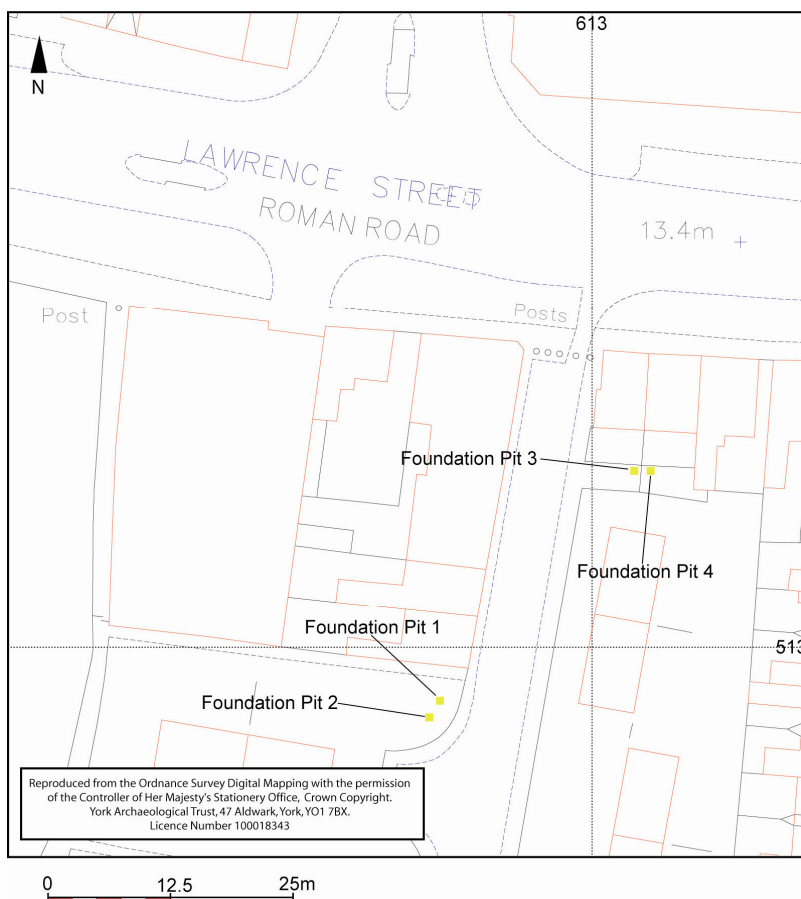 613
N
LAWRENCE STREET
ROMAN ROAD
13.4m
Post
Posts
Foundation Pit 3
Foundation Pit 4
Foundation Pit 1
513
Foundation Pit 2
Reproduced from the Ordnance Survey Digital Mapping with the permission
of the Controller of Her Majesty's Stationery Office, Crown Copyright.
York Archaeological Trust, 47 Aldwark, York, YO1 7BX.
Licence Number 100018343
0 12.5 25m